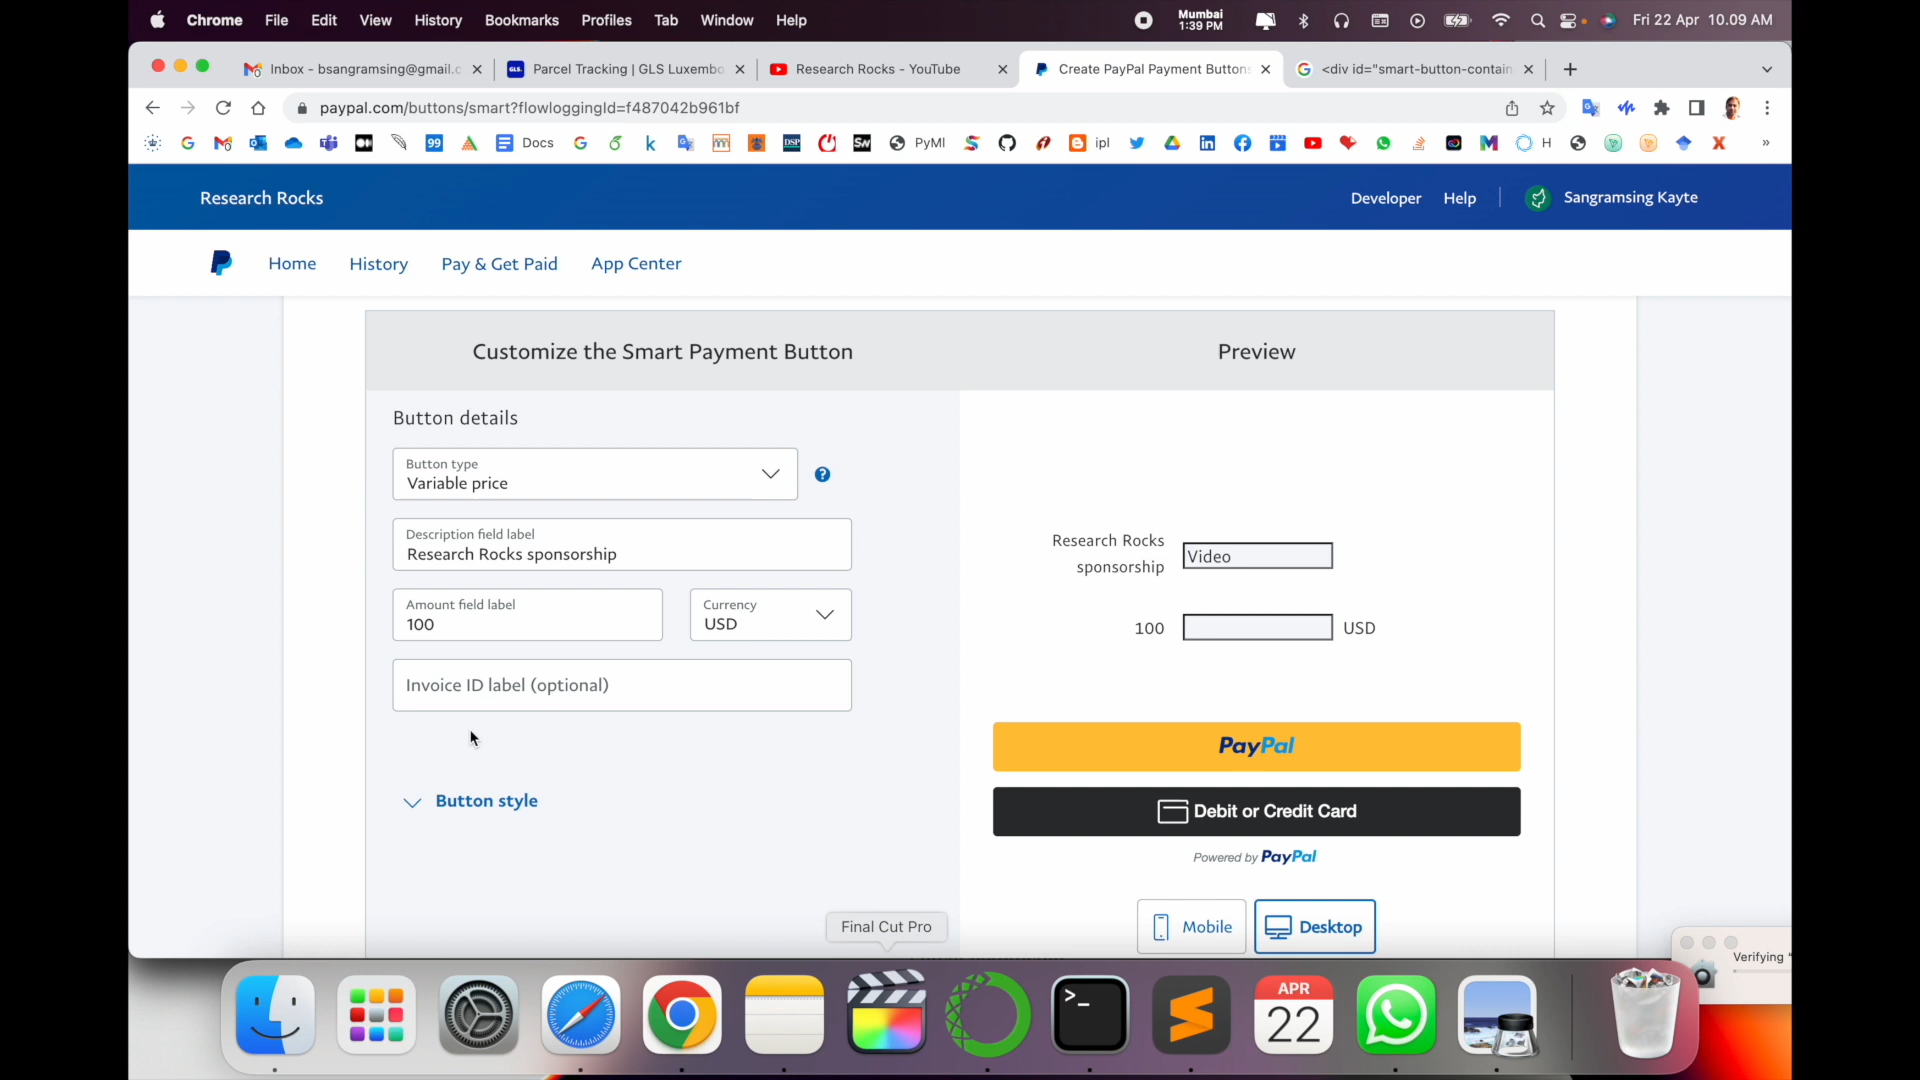 Chrome File Edit View History Bookmarks Profiles Tab Window Help
Mumbai
1:39 PM
Fri 22 Apr 10.09 AM
Inbox - bsangramsing@gmail.c
GLS. Parcel Tracking | GLS Luxembo
Research Rocks - YouTube
Create PayPal Payment Button
<div id="smart-button-contain
paypal.com/buttons/smart?flowloggingId=f487042b961bf
99 Docs k DSP PyMI ipl H »
Research Rocks
Developer Help Sangramsing Kayte
Home History Pay & Get Paid App Center
Customize the Smart Payment Button
Preview
Button details
Button type
Variable price
?
Description field label
Research Rocks sponsorship
Amount field label
100
Currency
USD
Invoice ID label (optional)
Button style
Research Rocks
sponsorship
Video
100 USD
PayPal
Debit or Credit Card
Powered by PayPal
Mobile Desktop
Final Cut Pro
Verifying "
APR
22